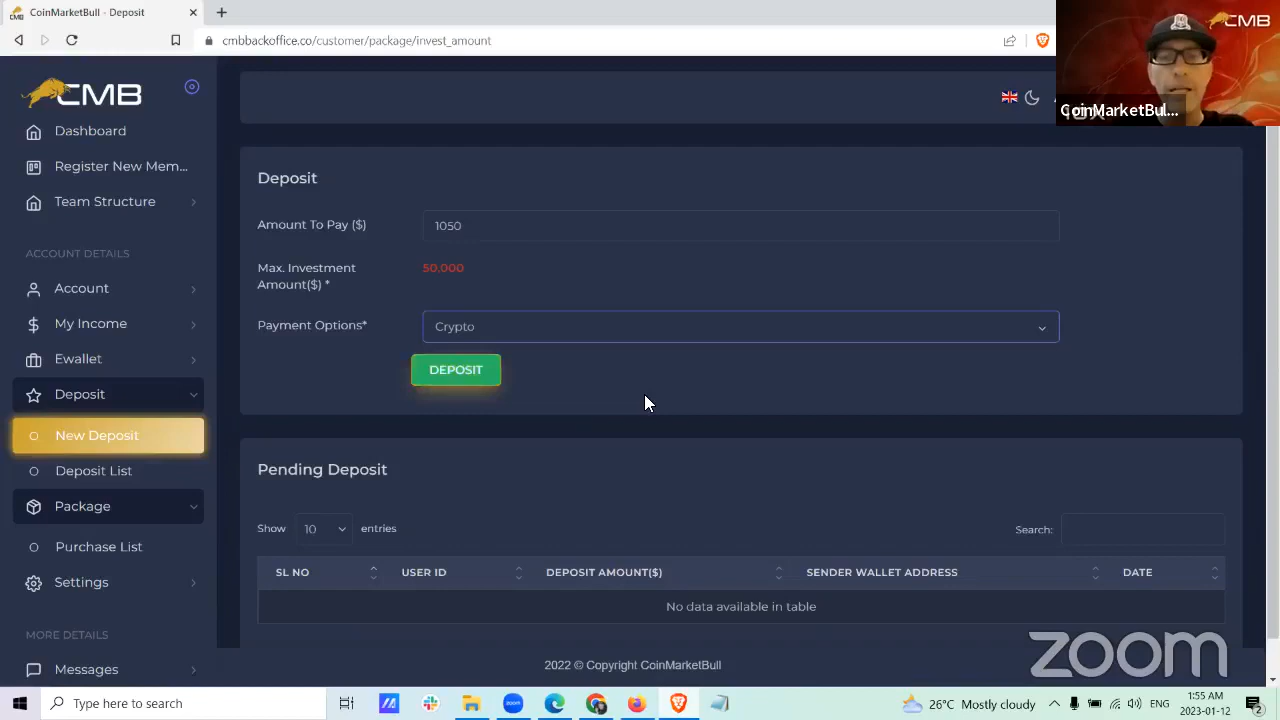 CoinMarketBull - Deposit
cmbbackoffice.co/customer/package/invest_amount
CMB
CMB
CoinMarketBul...
Dashboard
Register New Mem...
Team Structure
ACCOUNT DETAILS
Account
My Income
Ewallet
Deposit
New Deposit
Deposit List
Package
Purchase List
Settings
MORE DETAILS
Messages
Deposit
Amount To Pay ($) 1050
Max. Investment
Amount($) * 50,000
Payment Options* Crypto
DEPOSIT
Pending Deposit
Show 10 entries Search:
SL NO USER ID DEPOSIT AMOUNT($) SENDER WALLET ADDRESS DATE
No data available in table
2022 © Copyright CoinMarketBull
zoom
Type here to search
zoom
26°C Mostly cloudy
1:55 AM
2023-01-12
2